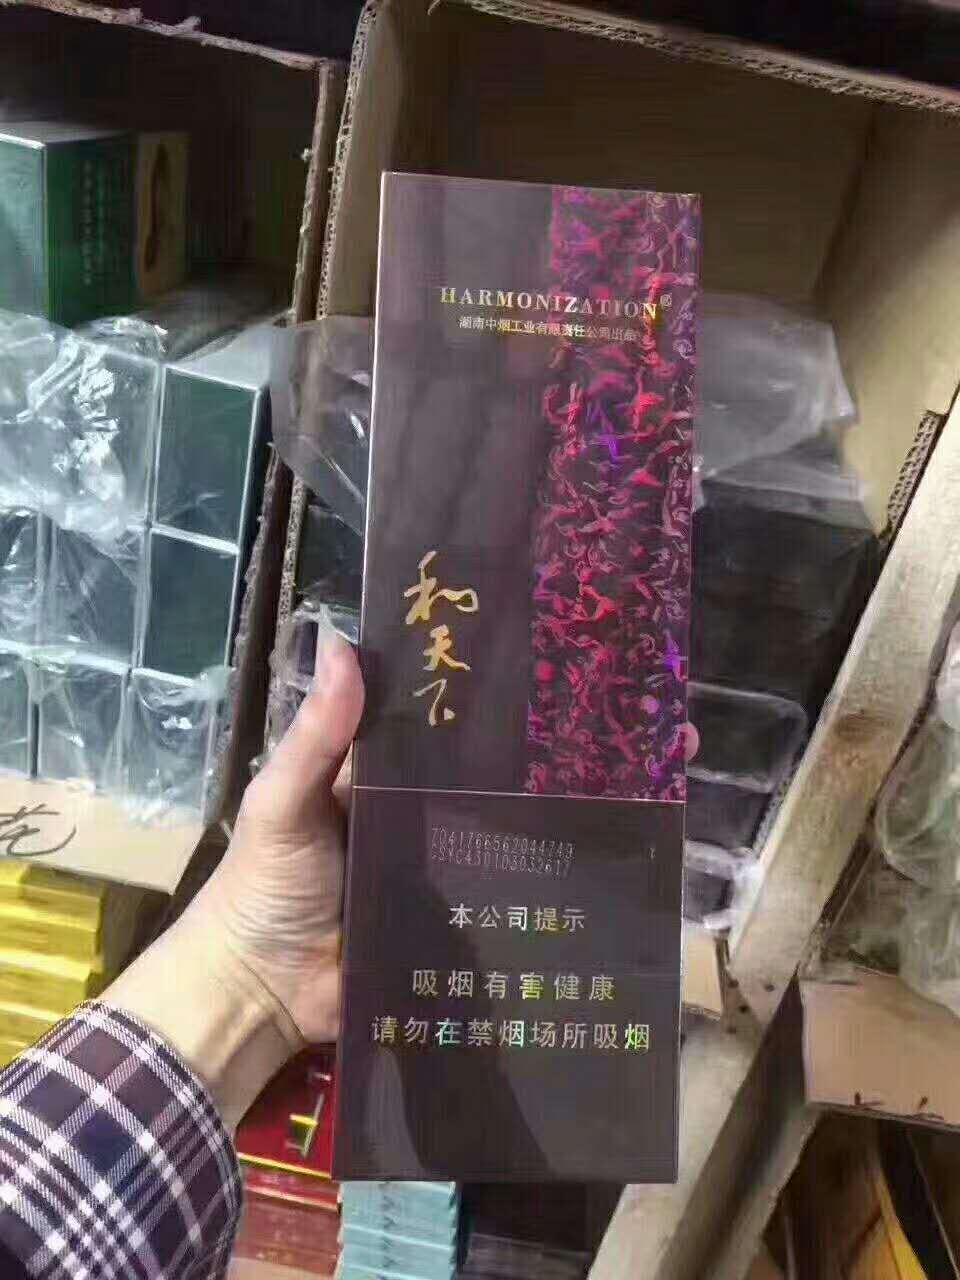 HARMONIZATION®
湖南中烟工业有限责任公司出品
和天下
7041766562044749
CSYC430103032617
本公司提示
吸烟有害健康
请勿在禁烟场所吸烟